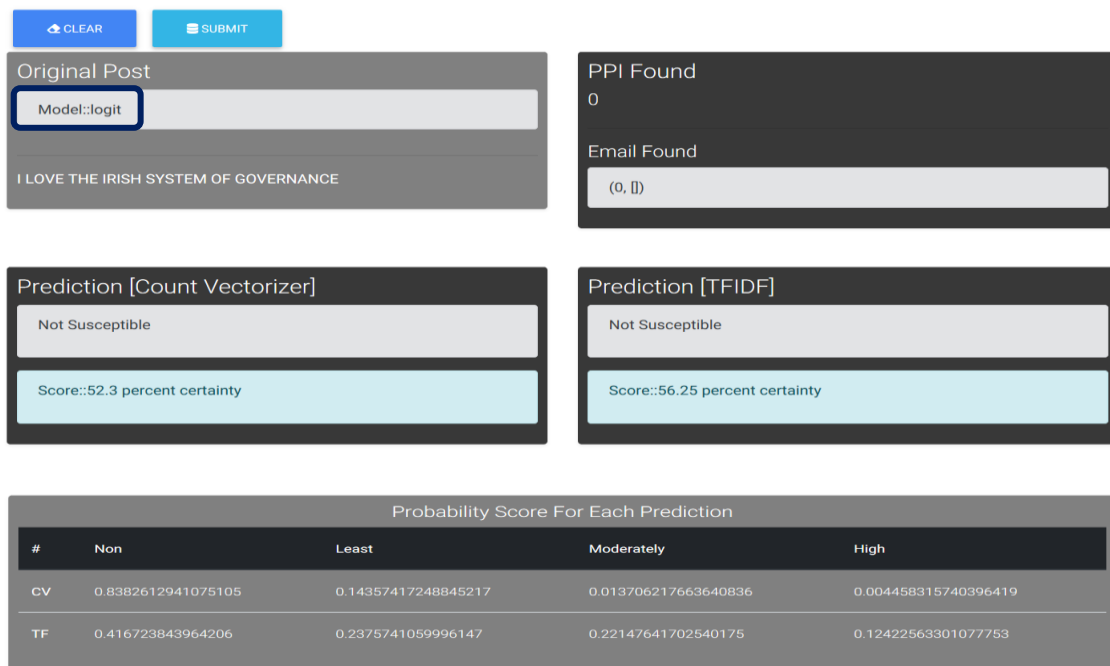 CLEAR SUBMIT
Original Post
Model::logit
I LOVE THE IRISH SYSTEM OF GOVERNANCE
PPI Found
0
Email Found
(0, [])
Prediction [Count Vectorizer]
Not Susceptible
Score::52.3 percent certainty
Prediction [TFIDF]
Not Susceptible
Score::56.25 percent certainty
Probability Score For Each Prediction
# Non Least Moderately High
CV 0.8382612941075105 0.14357417248845217 0.013706217663640836 0.004458315740396419
TF 0.416723843964206 0.2375741059996147 0.22147641702540175 0.12422563301077753